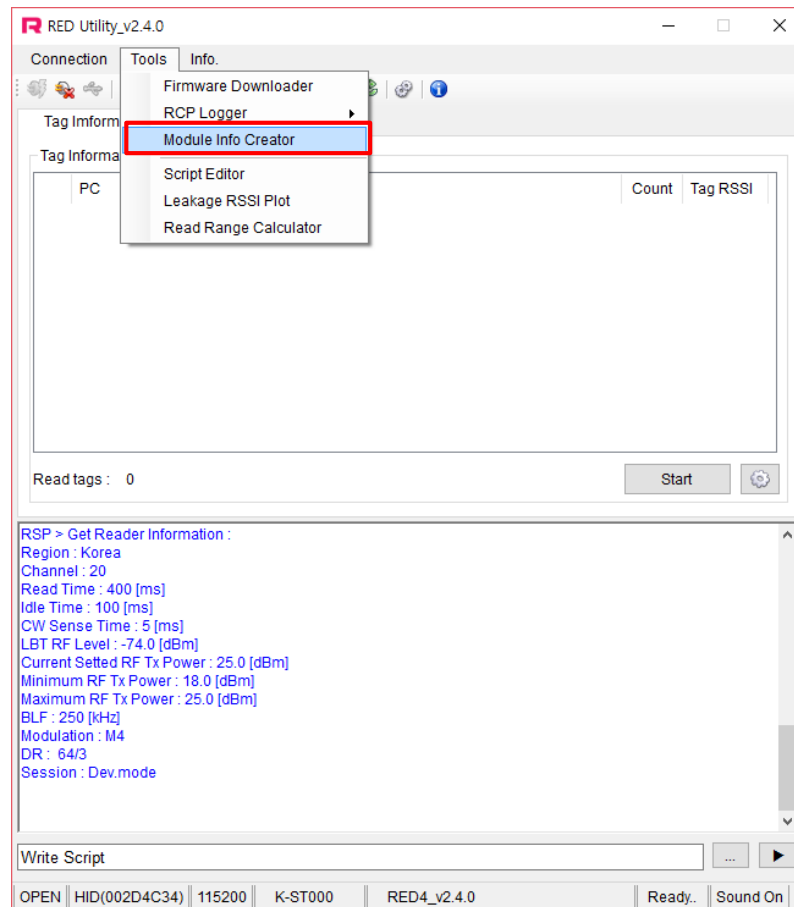 RED Utility_v2.4.0
Connection Tools Info.
Firmware Downloader
RCP Logger
Tag Imform
Module Info Creator
Tag Informa
Script Editor
PC Count Tag RSSI
Leakage RSSI Plot
Read Range Calculator
Read tags : 0 Start
RSP > Get Reader Information :
Region : Korea
Channel : 20
Read Time : 400 [ms]
Idle Time : 100 [ms]
CW Sense Time : 5 [ms]
LBT RF Level : -74.0 [dBm]
Current Setted RF Tx Power : 25.0 [dBm]
Minimum RF Tx Power : 18.0 [dBm]
Maximum RF Tx Power : 25.0 [dBm]
BLF : 250 [kHz]
Modulation : M4
DR : 64/3
Session : Dev.mode
Write Script ...
OPEN HID(002D4C34) 115200 K-ST000 RED4_v2.4.0 Ready.. Sound On